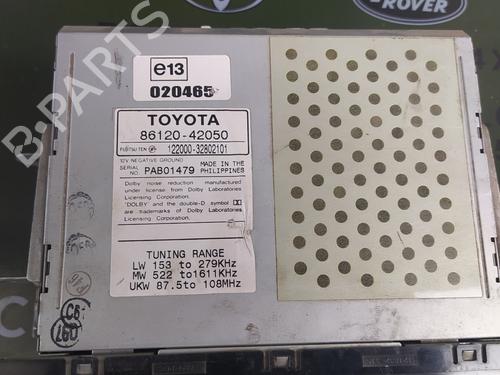 ROVER
B-PARTS
e13
020465
TOYOTA
86120-42050
FUJITSU TEN 122000-32802101
12V NEGATIVE GROUND
SERIAL NO. PAB01479 MADE IN THE PHILIPPINES
Dolby noise reduction manufactured
under license from Dolby Laboratories
Licensing Corporation.
"DOLBY" and the double-D symbol
are trademarks of Dolby Laboratories
Licensing Corporation.
TUNING RANGE
LW 153 to 279KHz
MW 522 to1611KHz
UKW 87.5to 108MHz